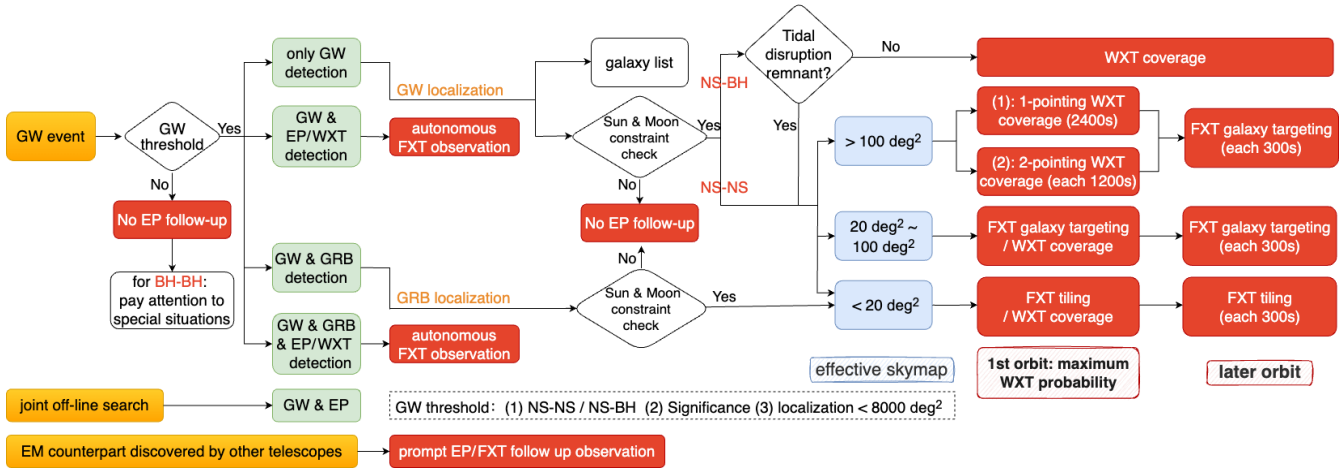 GW event
GW
threshold
Yes
No
No EP follow-up
for BH-BH:
pay attention to
special situations
only GW
detection
GW &
EP/WXT
detection
autonomous
FXT observation
GW & GRB
detection
GW & GRB
& EP/WXT
detection
autonomous
FXT observation
GW localization
galaxy list
Sun & Moon
constraint
check
Yes
No
No EP follow-up
No
GRB localization
Sun & Moon
constraint
check
Yes
NS-BH
NS-NS
Tidal
disruption
remnant?
No
Yes
WXT coverage
> 100 deg²
(1): 1-pointing WXT
coverage (2400s)
(2): 2-pointing WXT
coverage (each 1200s)
FXT galaxy targeting
(each 300s)
20 deg² ~
100 deg²
FXT galaxy targeting
/ WXT coverage
FXT galaxy targeting
(each 300s)
< 20 deg²
FXT tiling
/ WXT coverage
FXT tiling
(each 300s)
effective skymap
1st orbit: maximum
WXT probability
later orbit
joint off-line search
GW & EP
GW threshold: (1) NS-NS / NS-BH (2) Significance (3) localization < 8000 deg²
EM counterpart discovered by other telescopes
prompt EP/FXT follow up observation